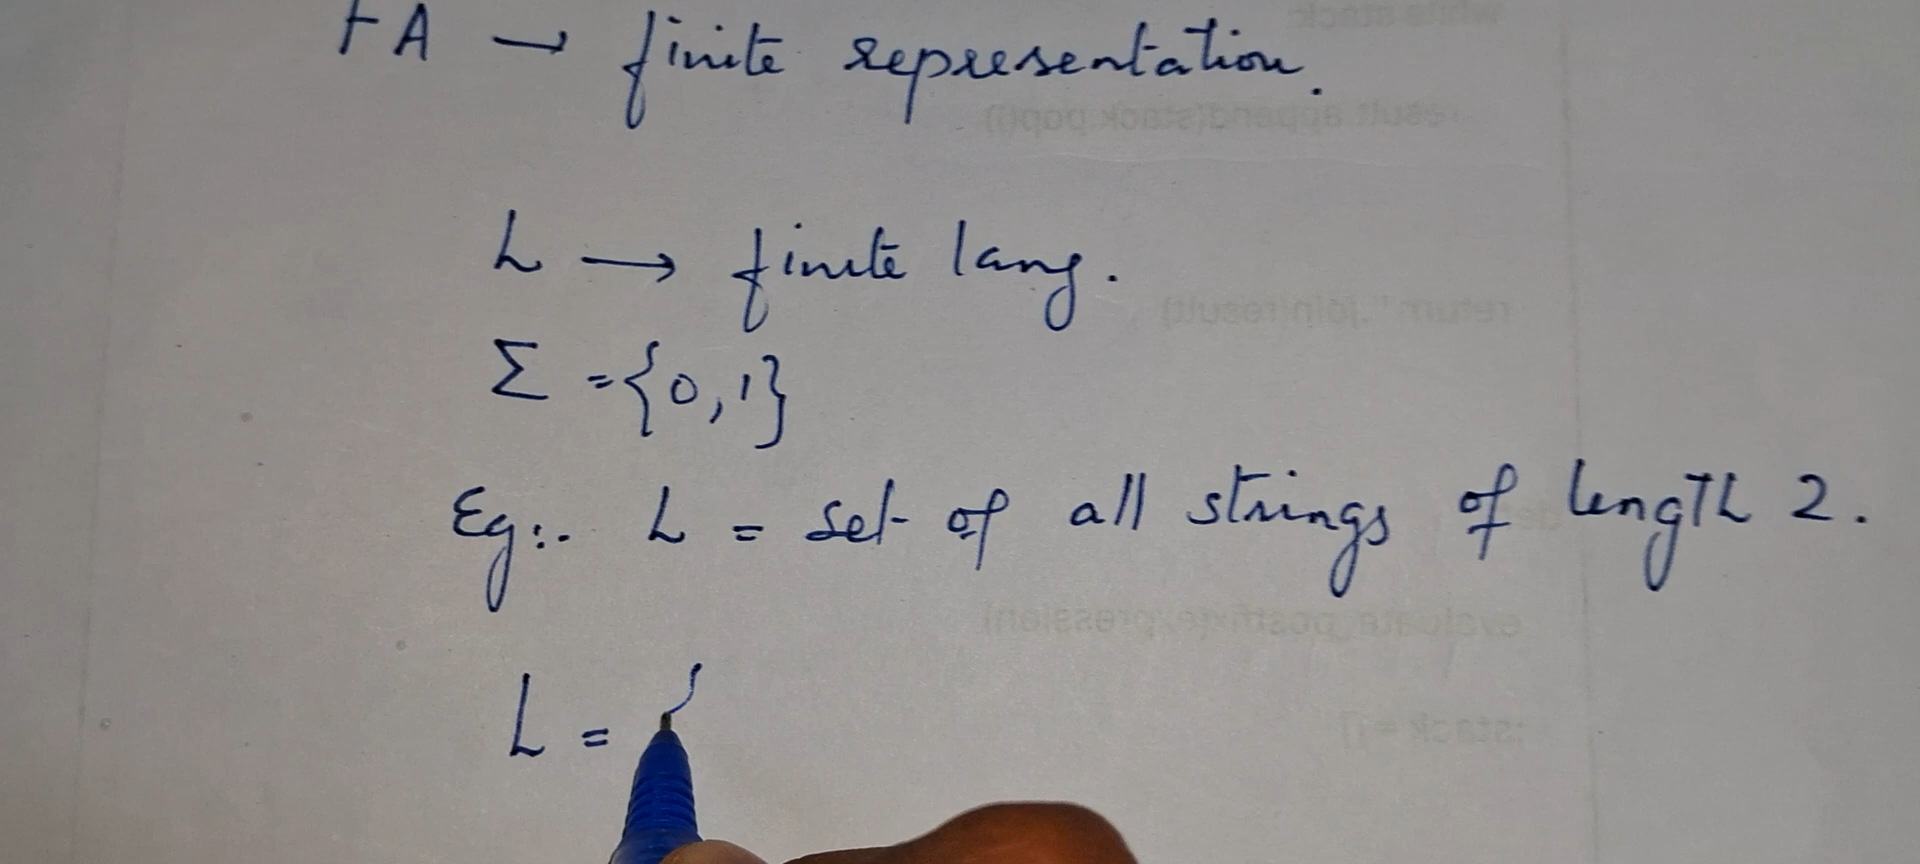 FA → finite representation.
L → finite lang.
Σ = {0,1}
Eg:. L = set of all strings of length 2.
L = {